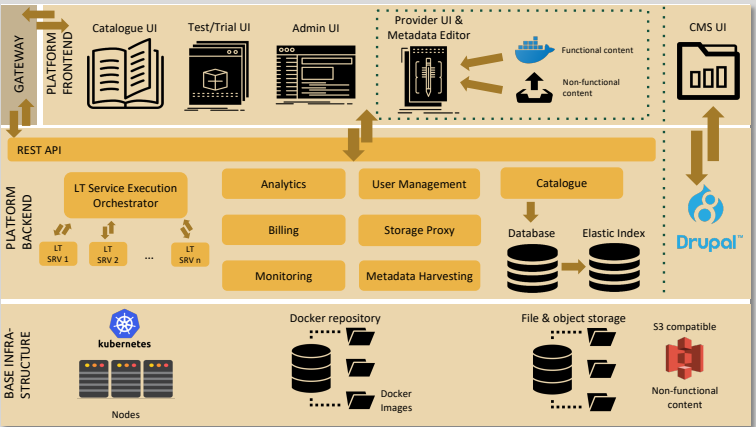 GATEWAY
PLATFORM
FRONTEND
Catalogue UI
Test/Trial UI
Admin UI
Provider UI &
Metadata Editor
Functional content
Non-functional
content
CMS UI
REST API
PLATFORM
BACKEND
LT Service Execution
Orchestrator
LT
SRV 1
LT
SRV 2
...
LT
SRV n
Analytics
User Management
Catalogue
Billing
Storage Proxy
Monitoring
Metadata Harvesting
Database
Elastic Index
Drupal™
BASE INFRA-
STRUCTURE
kubernetes
Nodes
Docker repository
Docker
Images
File & object storage
S3 compatible
Non-functional
content